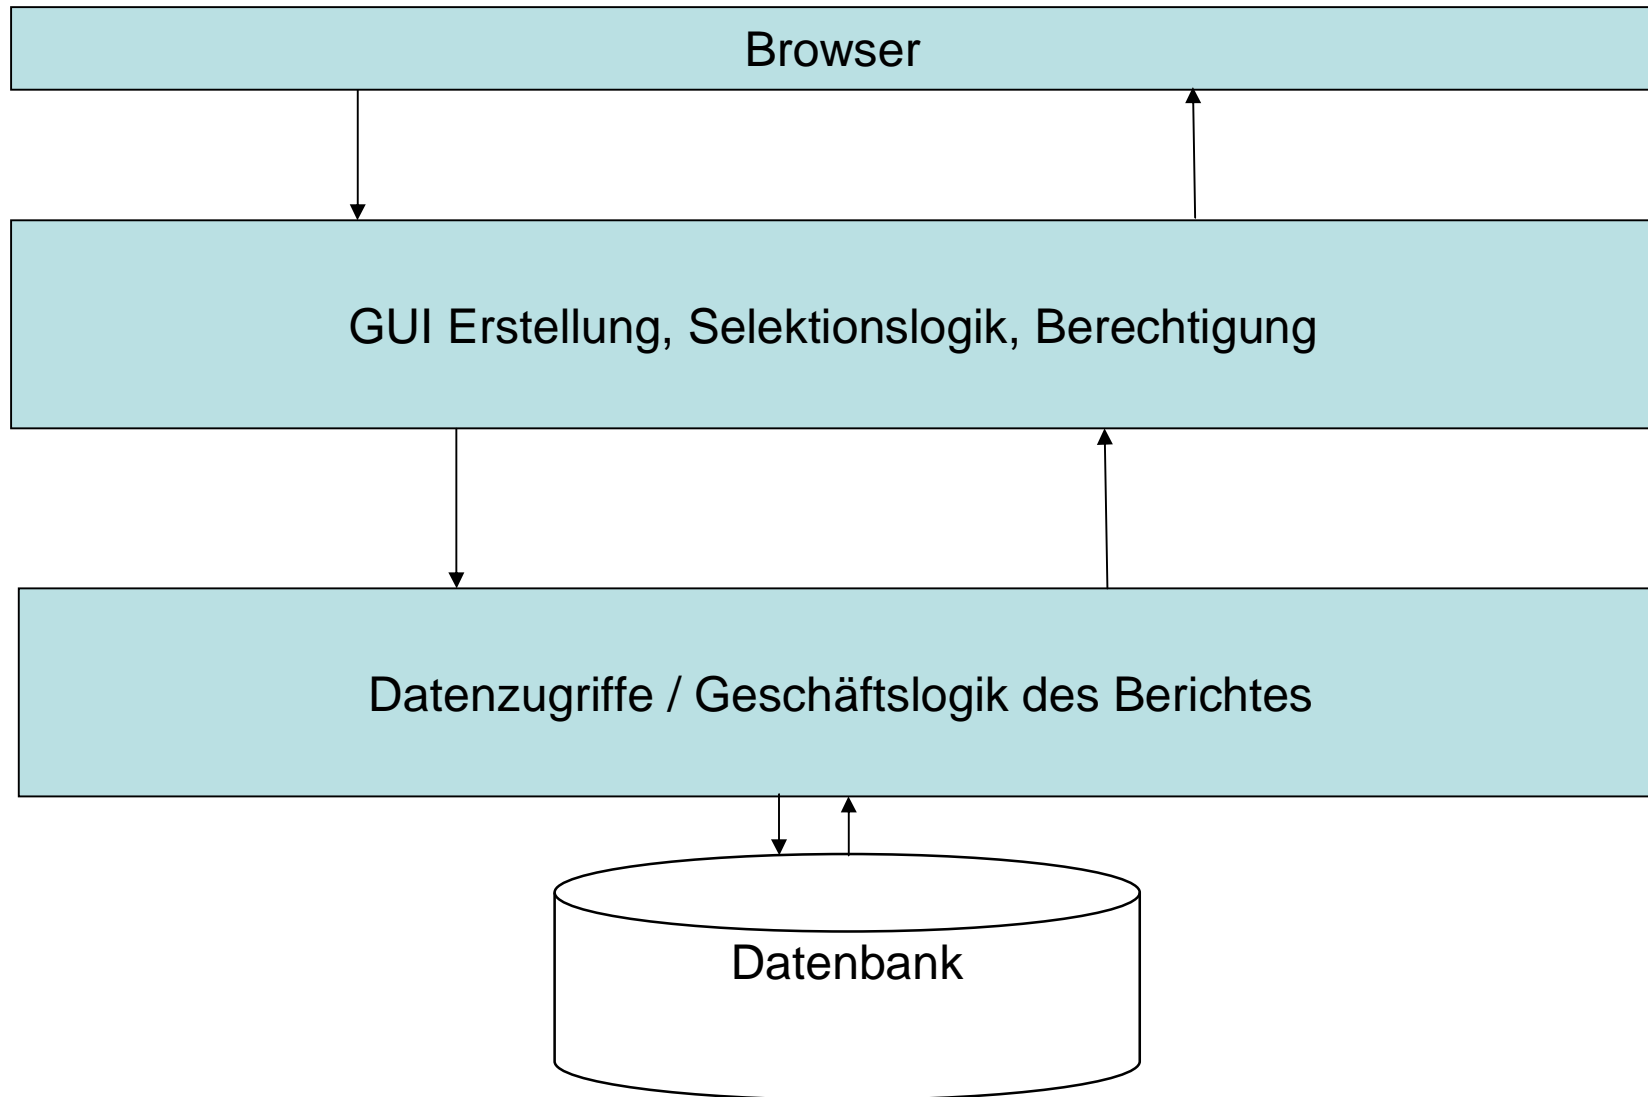 Browser
GUI Erstellung, Selektionslogik, Berechtigung
Datenzugriffe / Geschäftslogik des Berichtes
Datenbank